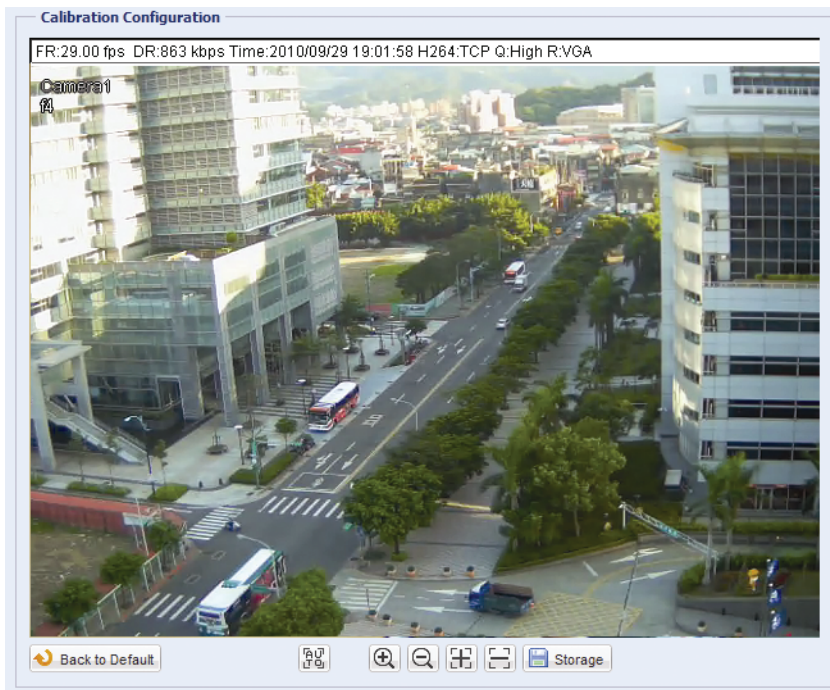 Calibration Configuration
FR:29.00 fps DR:863 kbps Time:2010/09/29 19:01:58 H264:TCP Q:High R:VGA
Camera1
f4
Back to Default
AUTO
Storage